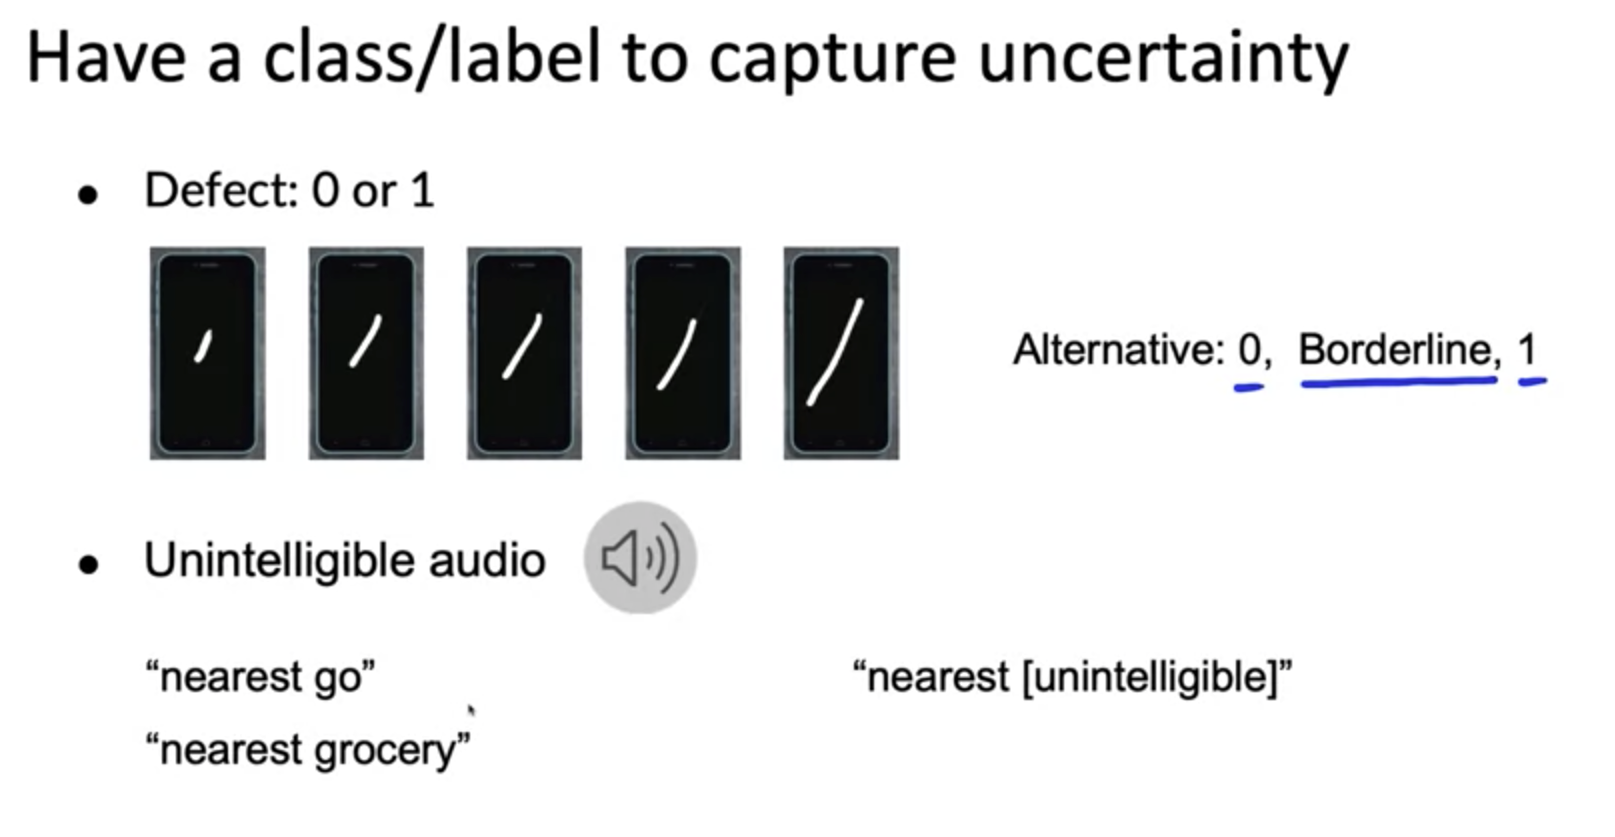 Have a class/label to capture uncertainty
● Defect: 0 or 1
Alternative: 0, Borderline, 1
● Unintelligible audio
“nearest go”
“nearest [unintelligible]”
“nearest grocery”